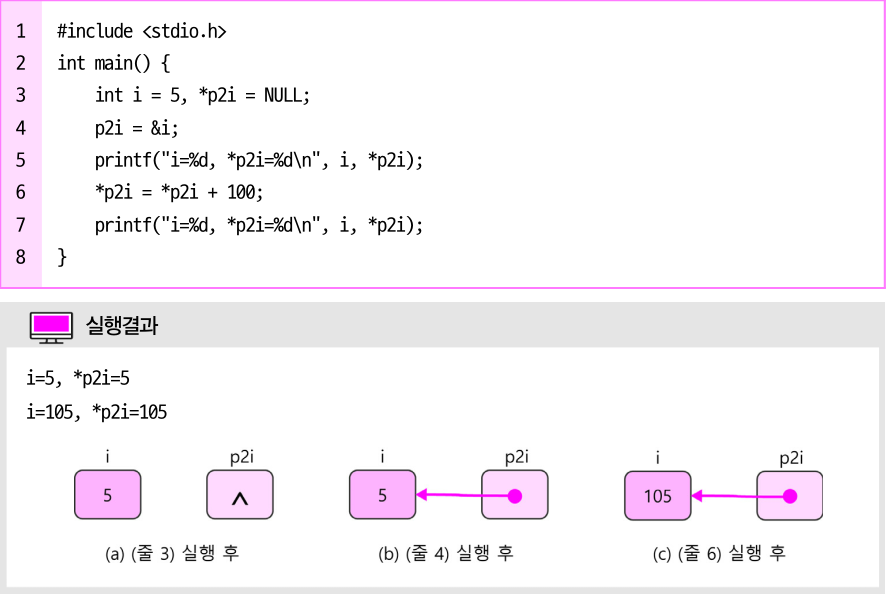 1 #include <stdio.h>
2 int main() {
3 int i = 5, *p2i = NULL;
4 p2i = &i;
5 printf("i=%d, *p2i=%d\n", i, *p2i);
6 *p2i = *p2i + 100;
7 printf("i=%d, *p2i=%d\n", i, *p2i);
8 }
실행결과
i=5, *p2i=5
i=105, *p2i=105
i p2i i p2i i p2i
5 ^ 5 105
(a) (줄 3) 실행 후 (b) (줄 4) 실행 후 (c) (줄 6) 실행 후